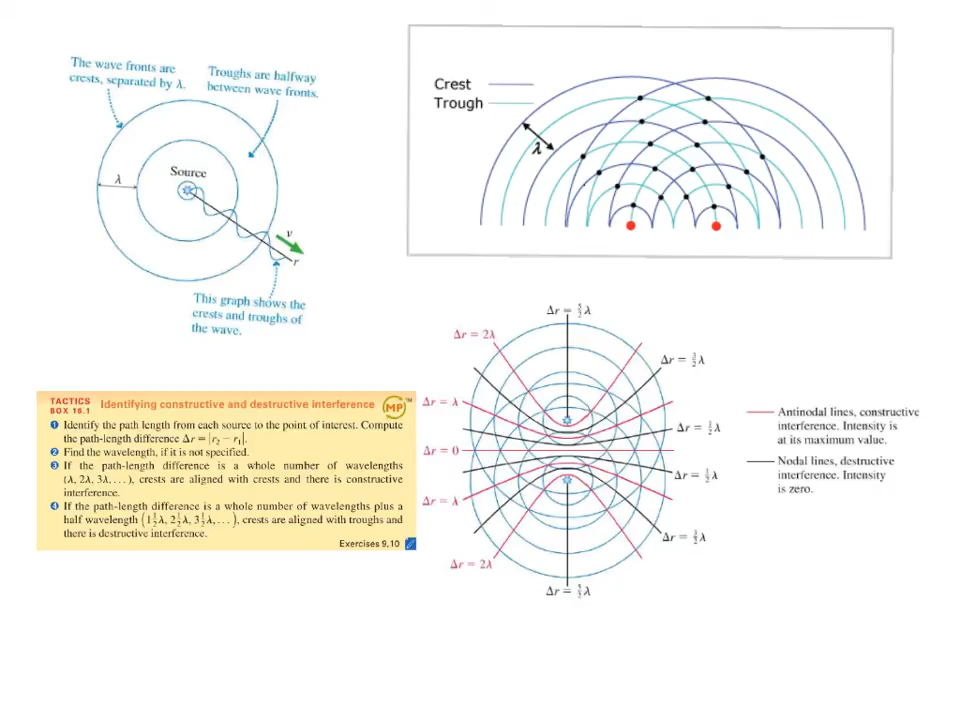 The wave fronts are
crests, separated by λ.
Troughs are halfway
between wave fronts.
Source
λ
v
r
This graph shows the
crests and troughs of
the wave.
Crest
Trough
λ
TACTICS
BOX 16.1
Identifying constructive and destructive interference
MP™
1 Identify the path length from each source to the point of interest. Compute
the path-length difference Δr = |r₂ − r₁|.
2 Find the wavelength, if it is not specified.
3 If the path-length difference is a whole number of wavelengths
(λ, 2λ, 3λ, . . . ), crests are aligned with crests and there is constructive
interference.
4 If the path-length difference is a whole number of wavelengths plus a
half wavelength (1½λ, 2½λ, 3½λ, . . . ), crests are aligned with troughs and
there is destructive interference.
Exercises 9,10
Δr = 5/2 λ
Δr = 2λ
Δr = 3/2 λ
Δr = λ
Δr = ½λ
Δr = 0
Δr = ½λ
Δr = λ
Δr = 3/2 λ
Δr = 2λ
Δr = 5/2 λ
Antinodal lines, constructive
interference. Intensity is
at its maximum value.
Nodal lines, destructive
interference. Intensity
is zero.